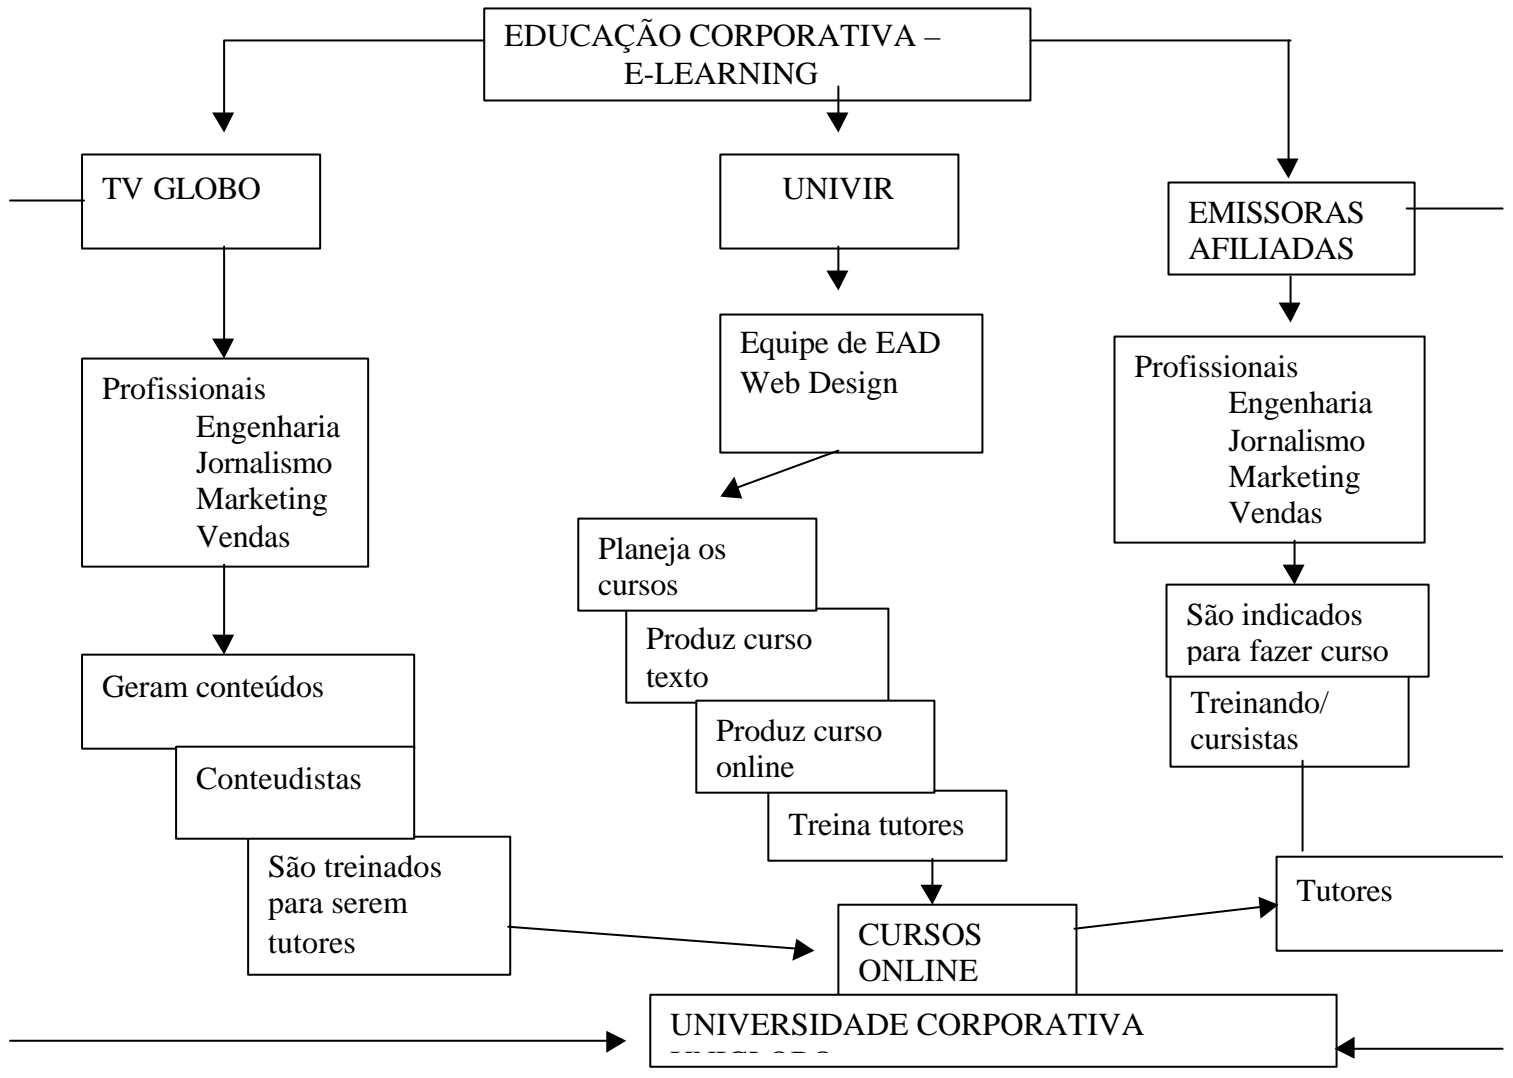 EDUCAÇÃO CORPORATIVA –
E-LEARNING
TV GLOBO
UNIVIR
EMISSORAS
AFILIADAS
Profissionais
Engenharia
Jornalismo
Marketing
Vendas
Equipe de EAD
Web Design
Profissionais
Engenharia
Jornalismo
Marketing
Vendas
Geram conteúdos
Conteudistas
São treinados
para serem
tutores
Planeja os
cursos
Produz curso
texto
Produz curso
online
Treina tutores
São indicados
para fazer curso
Treinando/
cursistas
Tutores
CURSOS
ONLINE
UNIVERSIDADE CORPORATIVA